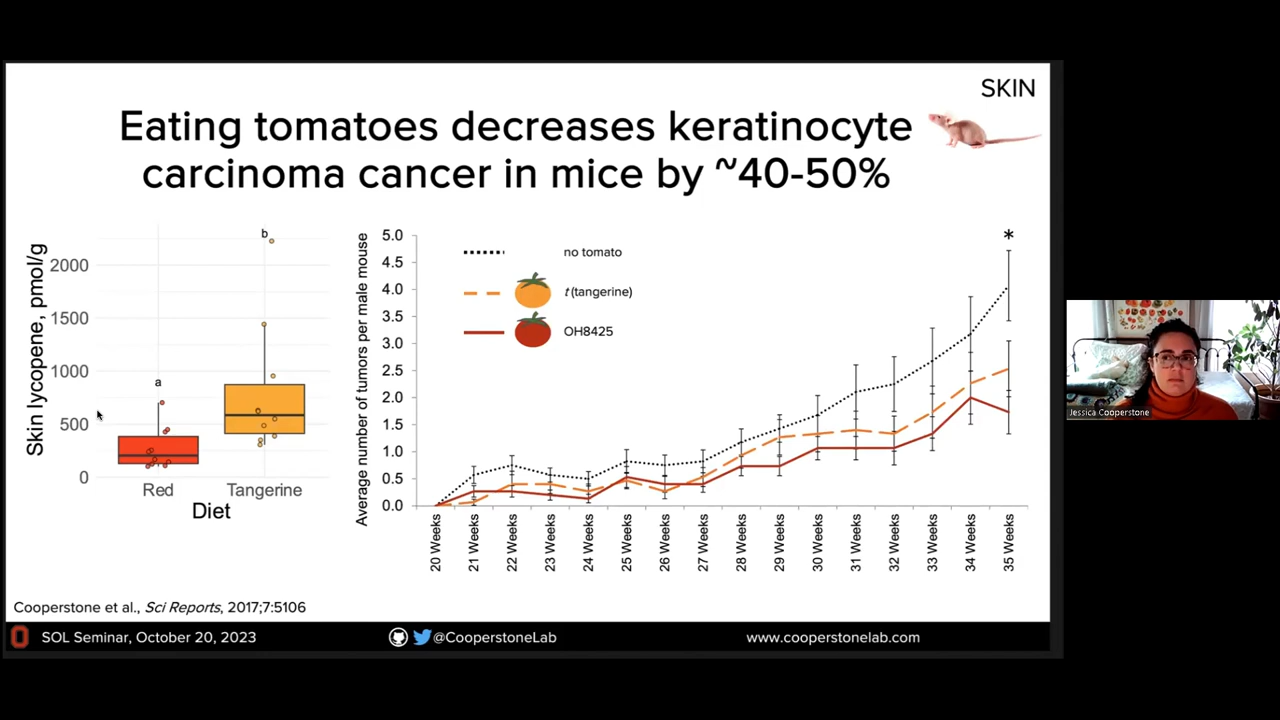 SKIN
Eating tomatoes decreases keratinocyte
carcinoma cancer in mice by ~40-50%
Skin lycopene, pmol/g
2000
1500
1000
500
0
a
b
Red
Tangerine
Diet
Average number of tumors per male mouse
5.0
4.5
4.0
3.5
3.0
2.5
2.0
1.5
1.0
0.5
0.0
no tomato
t (tangerine)
OH8425
*
20 Weeks
21 Weeks
22 Weeks
23 Weeks
24 Weeks
25 Weeks
26 Weeks
27 Weeks
28 Weeks
29 Weeks
30 Weeks
31 Weeks
32 Weeks
33 Weeks
34 Weeks
35 Weeks
Jessica Cooperstone
Cooperstone et al., Sci Reports, 2017;7:5106
SOL Seminar, October 20, 2023
@CooperstoneLab
www.cooperstonelab.com